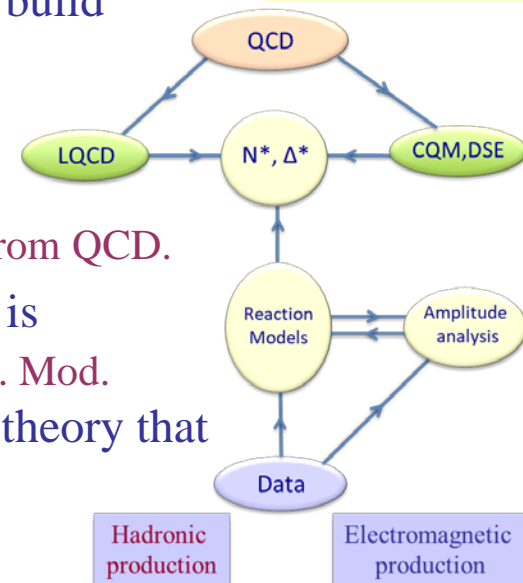 build
QCD
LQCD
N*, Δ*
CQM,DSE
from QCD.
is
. Mod.
theory that
Reaction
Models
Amplitude
analysis
Data
Hadronic
production
Electromagnetic
production